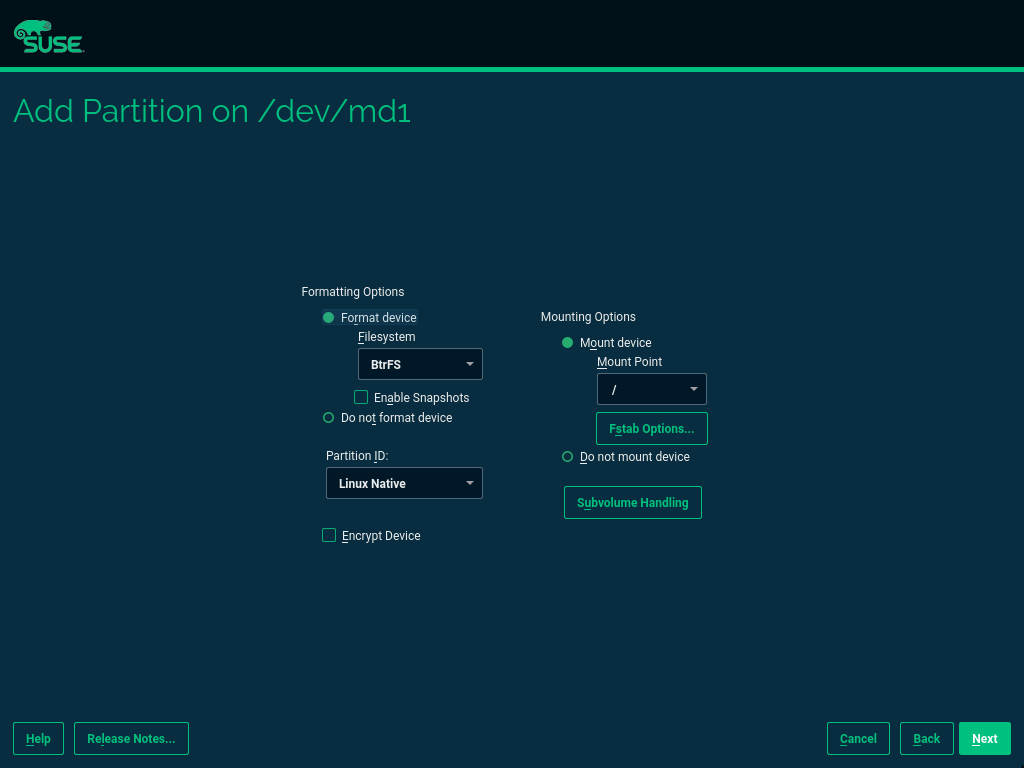 SUSE
Add Partition on /dev/md1
Formatting Options
Format device
Filesystem
BtrFS
Enable Snapshots
Do not format device
Partition ID:
Linux Native
Encrypt Device
Mounting Options
Mount device
Mount Point
/
Fstab Options...
Do not mount device
Subvolume Handling
Help
Release Notes...
Cancel
Back
Next